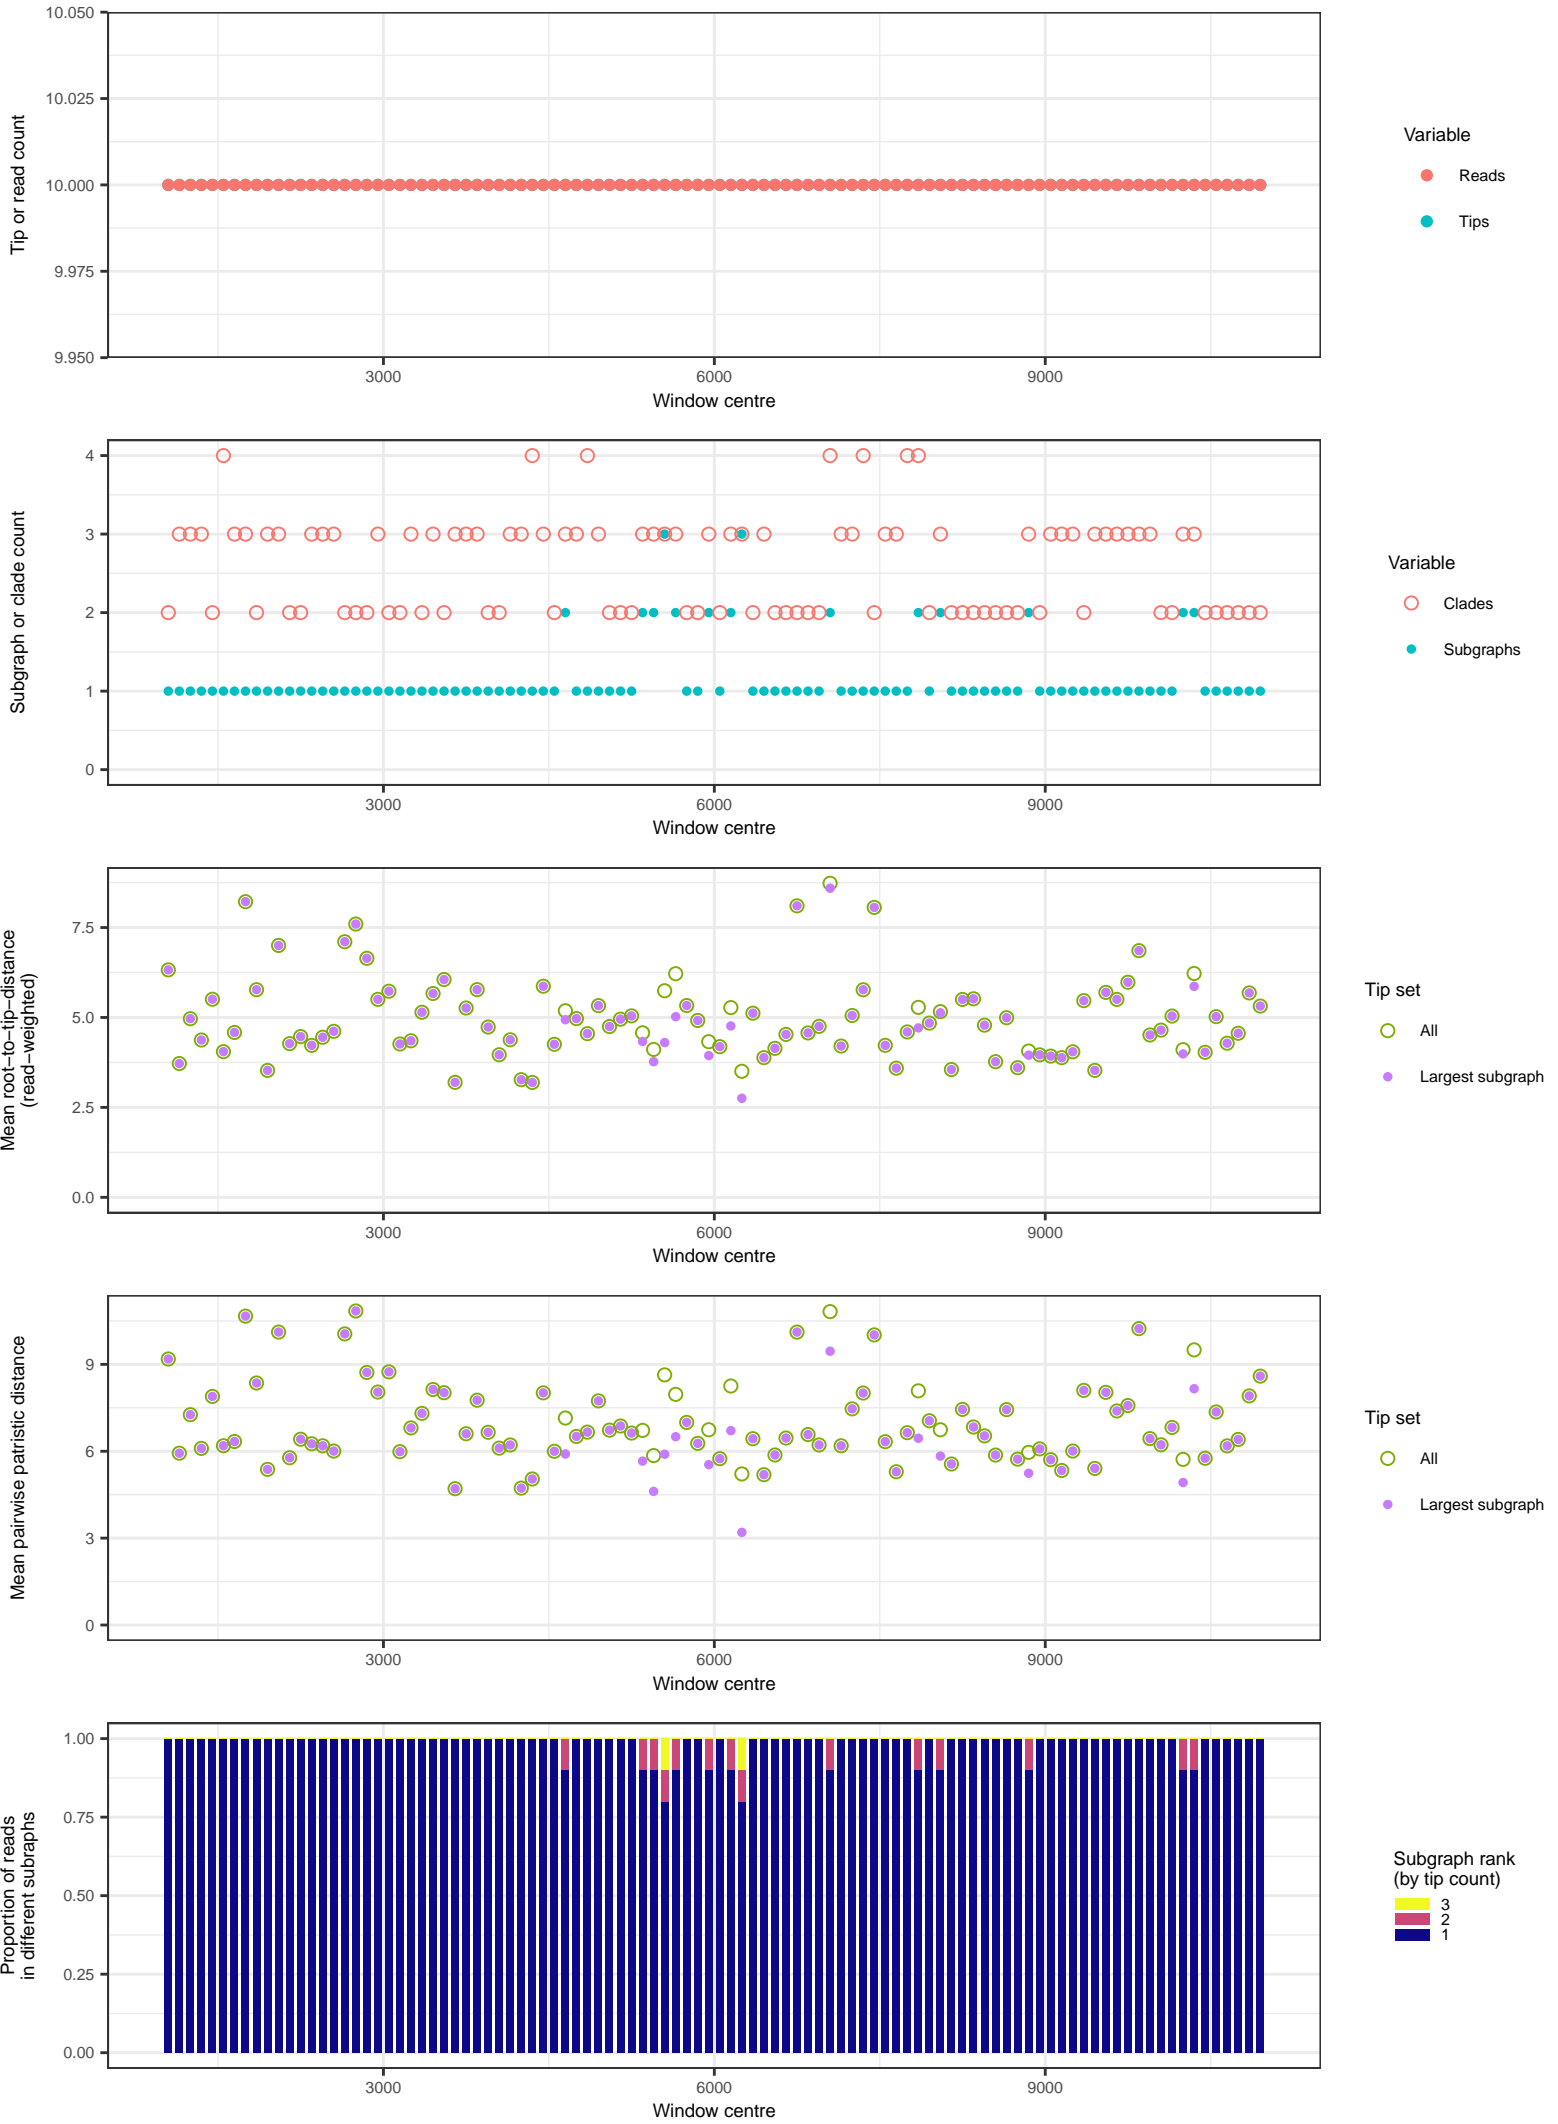 10.050
10.025
10.000
9.975
9.950
Tip or read count
3000 6000 9000
Window centre
Variable
Reads
Tips
4
3
2
1
0
Subgraph or clade count
3000 6000 9000
Window centre
Variable
Clades
Subgraphs
7.5
5.0
2.5
0.0
Mean root−to−tip−distance
(read−weighted)
3000 6000 9000
Window centre
Tip set
All
Largest subgraph
9
6
3
0
Mean pairwise patristic distance
3000 6000 9000
Window centre
Tip set
All
Largest subgraph
1.00
0.75
0.50
0.25
0.00
Proportion of reads
in different subraphs
3000 6000 9000
Window centre
Subgraph rank
(by tip count)
3
2
1